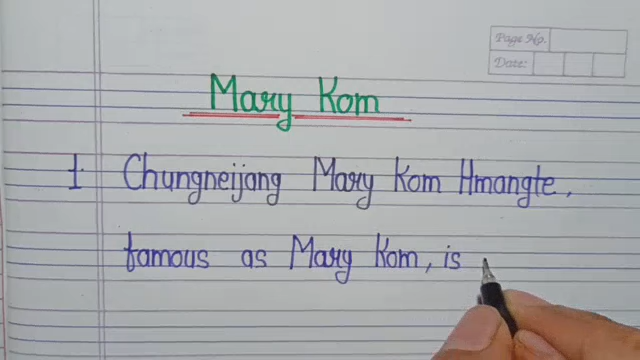 Page No.
Date:
Mary Kom
1. Chungneijang Mary Kom Hmangte,
famous as Mary Kom, is